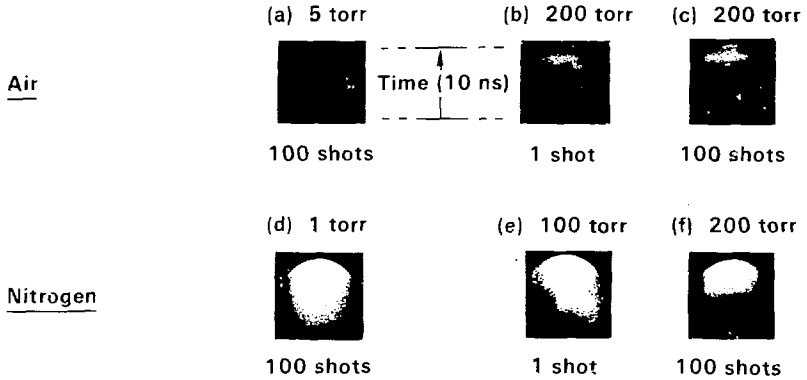 (a) 5 torr
(b) 200 torr
(c) 200 torr
Air
Time (10 ns)
100 shots
1 shot
100 shots
(d) 1 torr
(e) 100 torr
(f) 200 torr
Nitrogen
100 shots
1 shot
100 shots